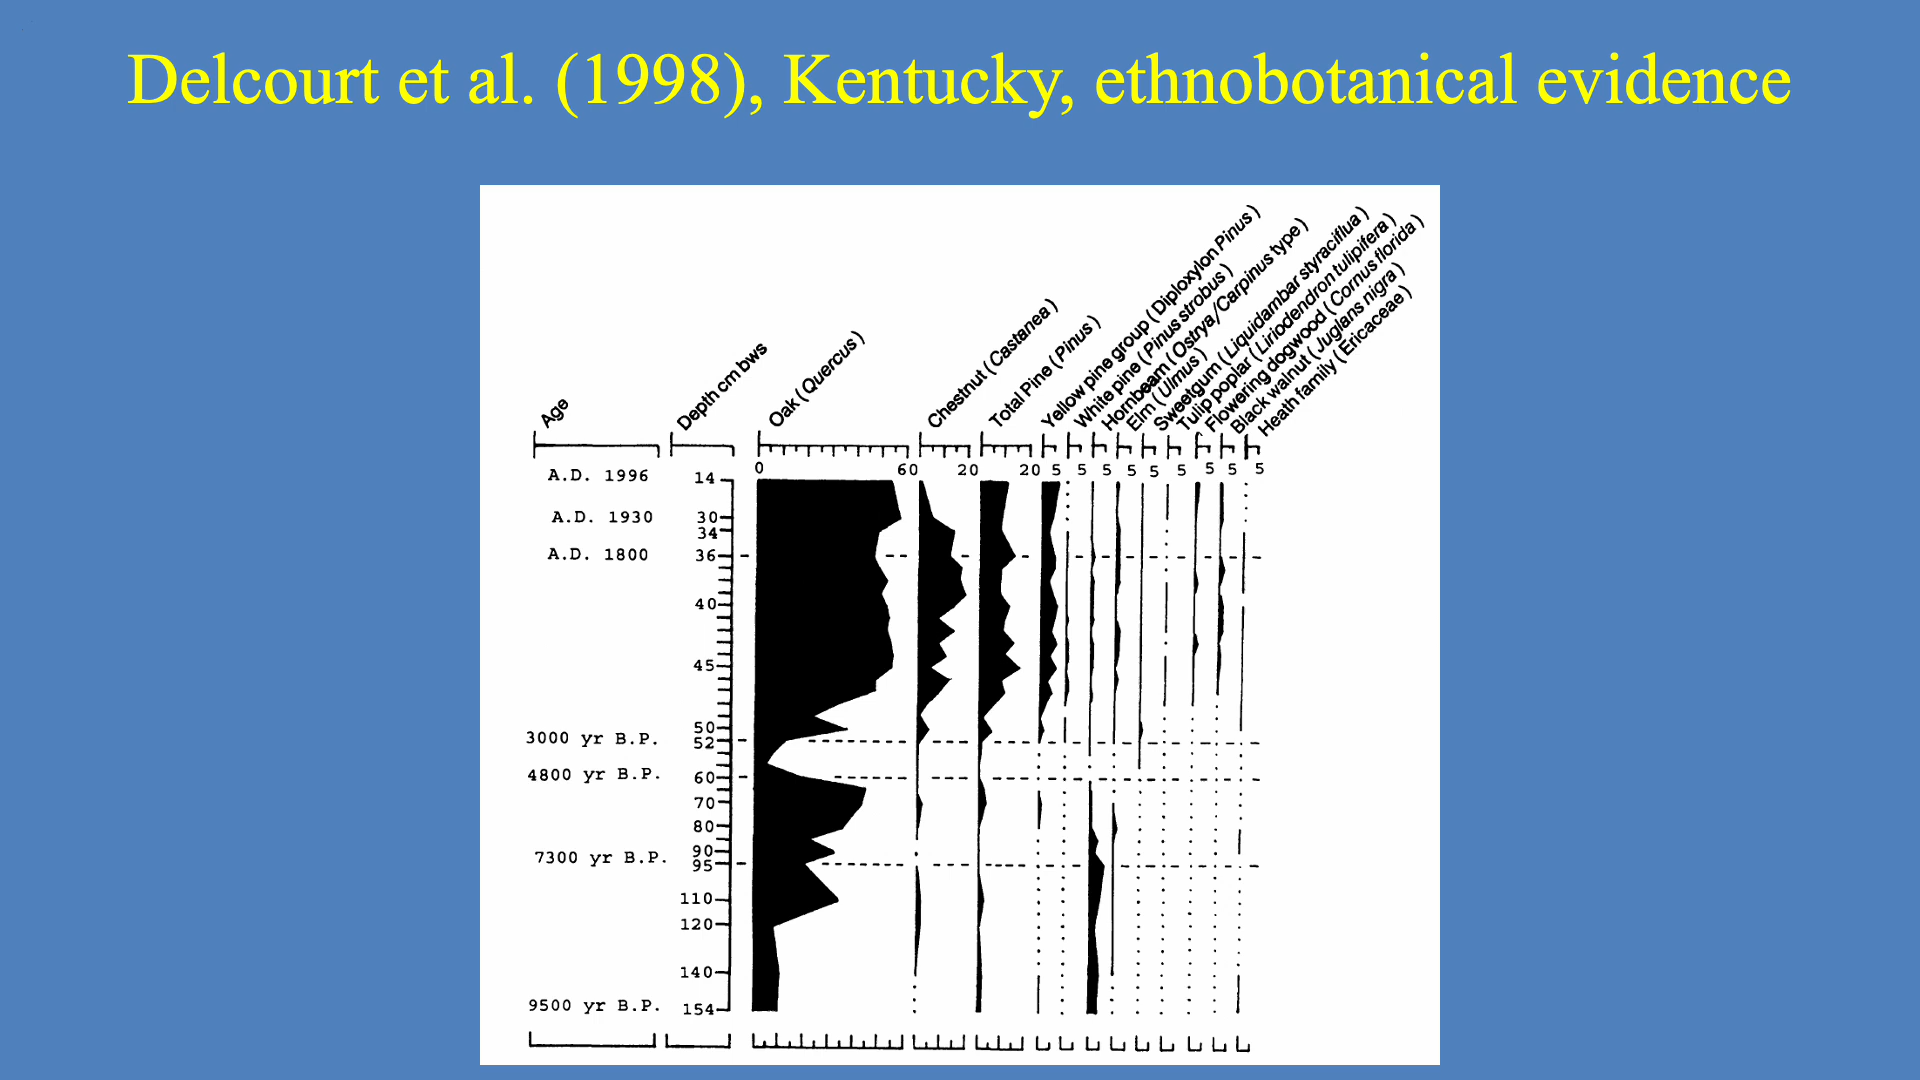 Delcourt et al. (1998), Kentucky, ethnobotanical evidence
Age
Depth cm bws
Oak (Quercus)
Chestnut (Castanea)
Total Pine (Pinus)
Yellow pine group (Diploxylon Pinus)
White pine (Pinus strobus)
Hornbeam (Ostrya/Carpinus type)
Elm (Ulmus)
Sweetgum (Liquidambar styraciflua)
Tulip poplar (Liriodendron tulipifera)
Flowering dogwood (Cornus florida)
Black walnut (Juglans nigra)
Heath family (Ericaceae)
0 60 20 20 5 5 5 5 5 5 5 5 5
A.D. 1996 14
A.D. 1930 30
34
A.D. 1800 36
40
45
50
3000 yr B.P. 52
4800 yr B.P. 60
70
80
90
7300 yr B.P. 95
110
120
140
9500 yr B.P. 154